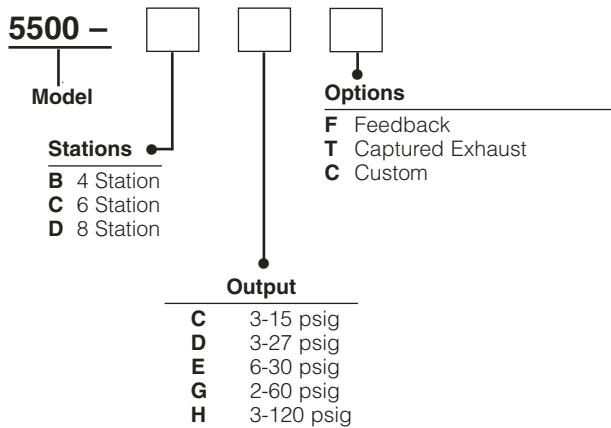 5500 –
Model
Stations
B 4 Station
C 6 Station
D 8 Station
Output
C 3-15 psig
D 3-27 psig
E 6-30 psig
G 2-60 psig
H 3-120 psig
Options
F Feedback
T Captured Exhaust
C Custom